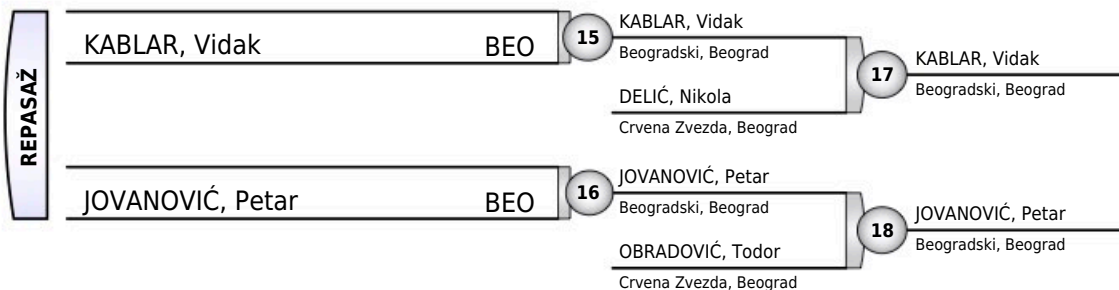 REPASAŽ
KABLAR, Vidak BEO
15
KABLAR, Vidak
Beogradski, Beograd
DELIĆ, Nikola
Crvena Zvezda, Beograd
17
KABLAR, Vidak
Beogradski, Beograd
JOVANOVIĆ, Petar BEO
16
JOVANOVIĆ, Petar
Beogradski, Beograd
OBRADOVIĆ, Todor
Crvena Zvezda, Beograd
18
JOVANOVIĆ, Petar
Beogradski, Beograd